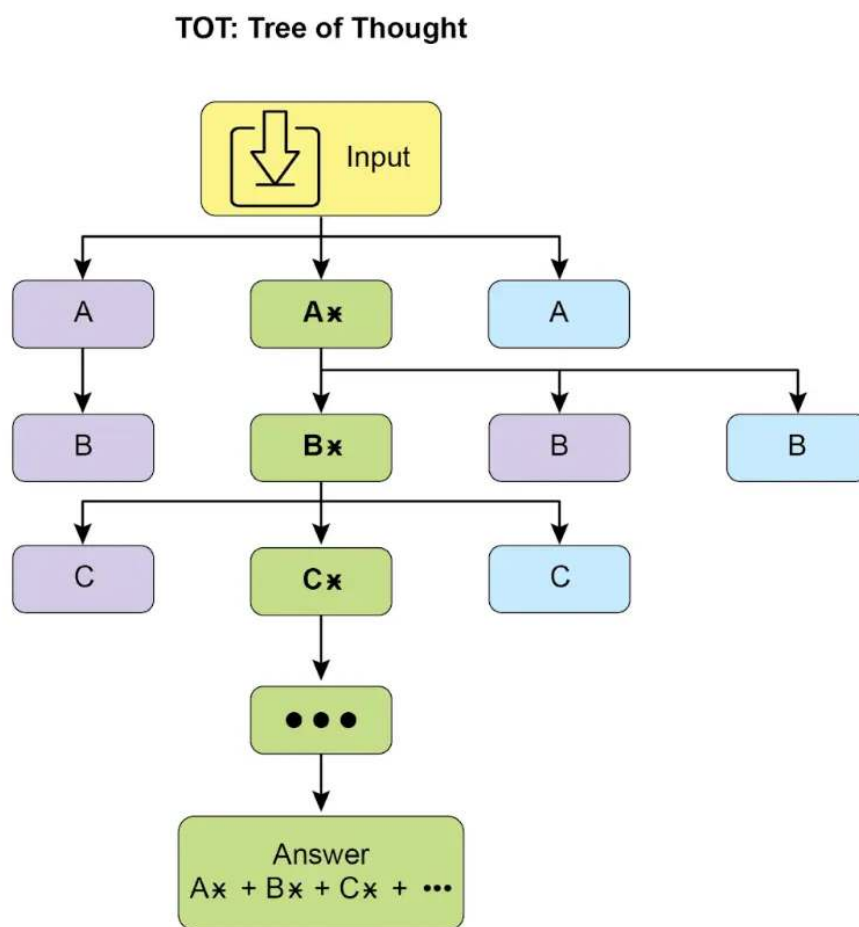 TOT: Tree of Thought
Input
A
A*
A
B
B*
B
B
C
C*
C
•••
Answer
A* + B* + C* + •••